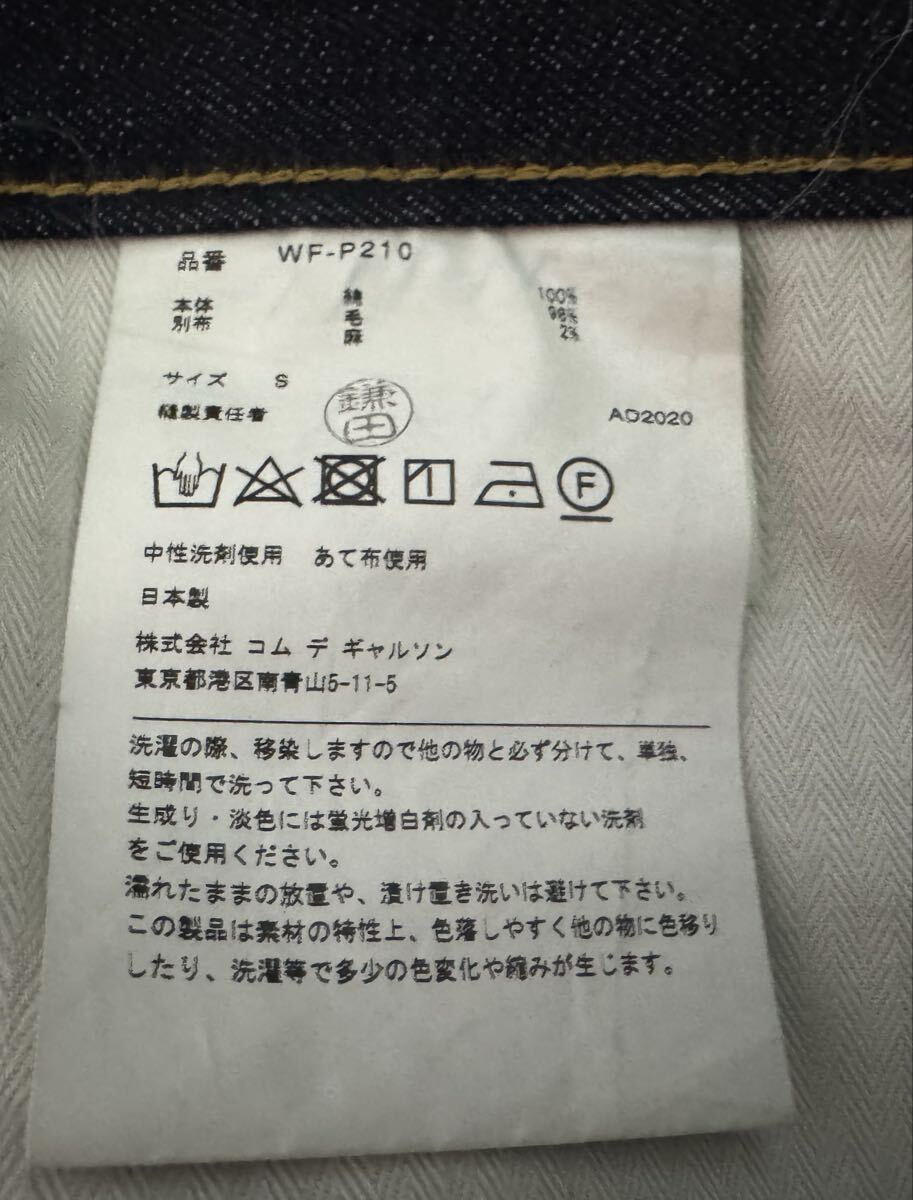 品番 WF-P210
本体 綿 100%
別布 毛 98%
麻 2%
サイズ S
縫製責任者 鎌田 AD2020
F
中性洗剤使用 あて布使用
日本製
株式会社 コム デ ギャルソン
東京都港区南青山5-11-5
洗濯の際、移染しますので他の物と必ず分けて、単独、
短時間で洗って下さい。
生成り・淡色には蛍光増白剤の入っていない洗剤
をご使用ください。
濡れたままの放置や、漬け置き洗いは避けて下さい。
この製品は素材の特性上、色落しやすく他の物に色移り
したり、洗濯等で多少の色変化や縮みが生じます。